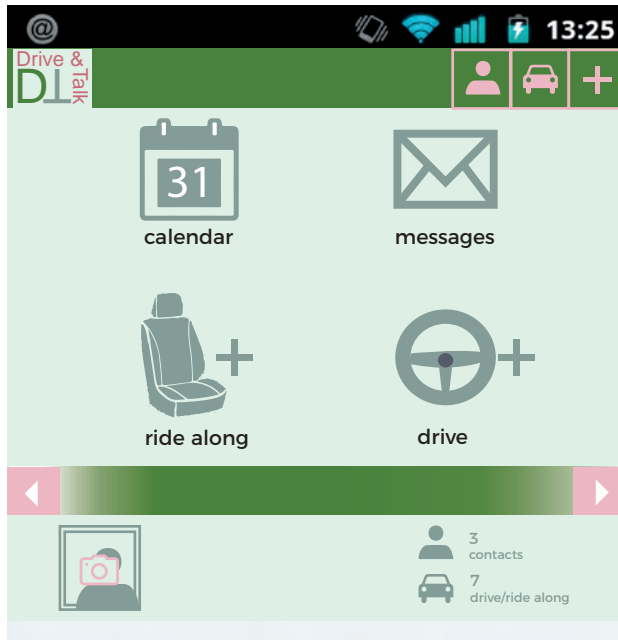 @ 13:25
Drive &
Talk
DT
31
calendar
messages
ride along
drive
3
contacts
7
drive/ride along